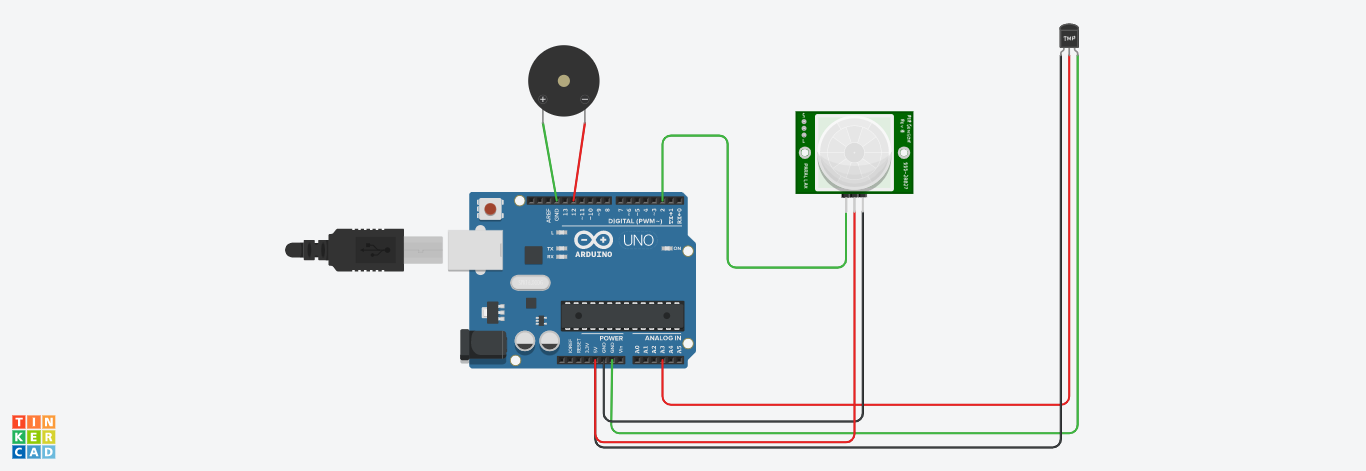 TMP
+
−
AREF
GND
13
12
~11
~10
~9
8
7
~6
~5
4
~3
2
TX→1
RX←0
DIGITAL (PWM~)
L
TX
RX
ARDUINO
UNO
ON
POWER
ANALOG IN
IOREF
RESET
3.3V
5V
GND
GND
Vin
A0
A1
A2
A3
A4
A5
TIN
KER
CAD